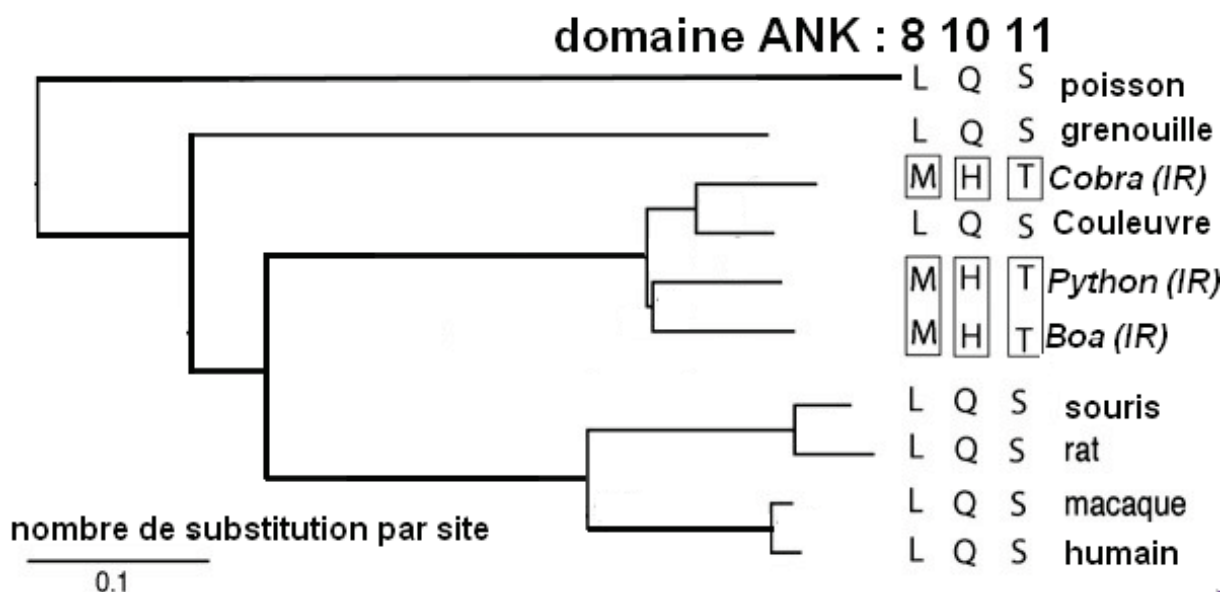 domaine ANK : 8 10 11
L Q S poisson
L Q S grenouille
M H T Cobra (IR)
L Q S Couleuvre
M H T Python (IR)
M H T Boa (IR)
L Q S souris
L Q S rat
L Q S macaque
L Q S humain
nombre de substitution par site
0.1